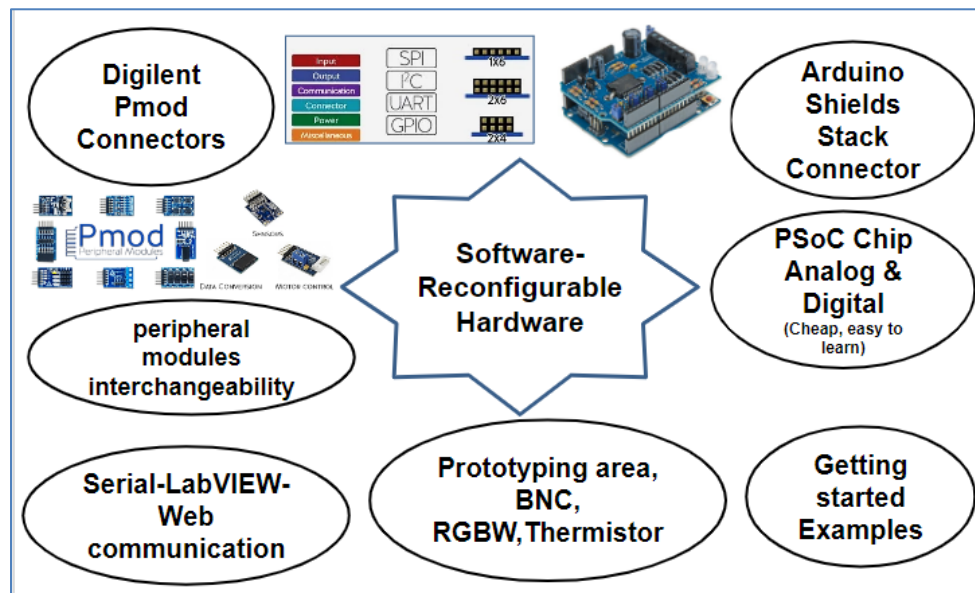 Digilent
Pmod
Connectors
Input
Output
Communication
Connector
Power
Miscellaneous
SPI
I²C
UART
GPIO
1X6
2X6
2X4
Arduino
Shields
Stack
Connector
Pmod
Peripheral Modules
SENSORS
DATA CONVERSION
MOTOR CONTROL
Software-
Reconfigurable
Hardware
PSoC Chip
Analog &
Digital
(Cheap, easy to
learn)
peripheral
modules
interchangeability
Serial-LabVIEW-
Web
communication
Prototyping area,
BNC,
RGBW,Thermistor
Getting
started
Examples